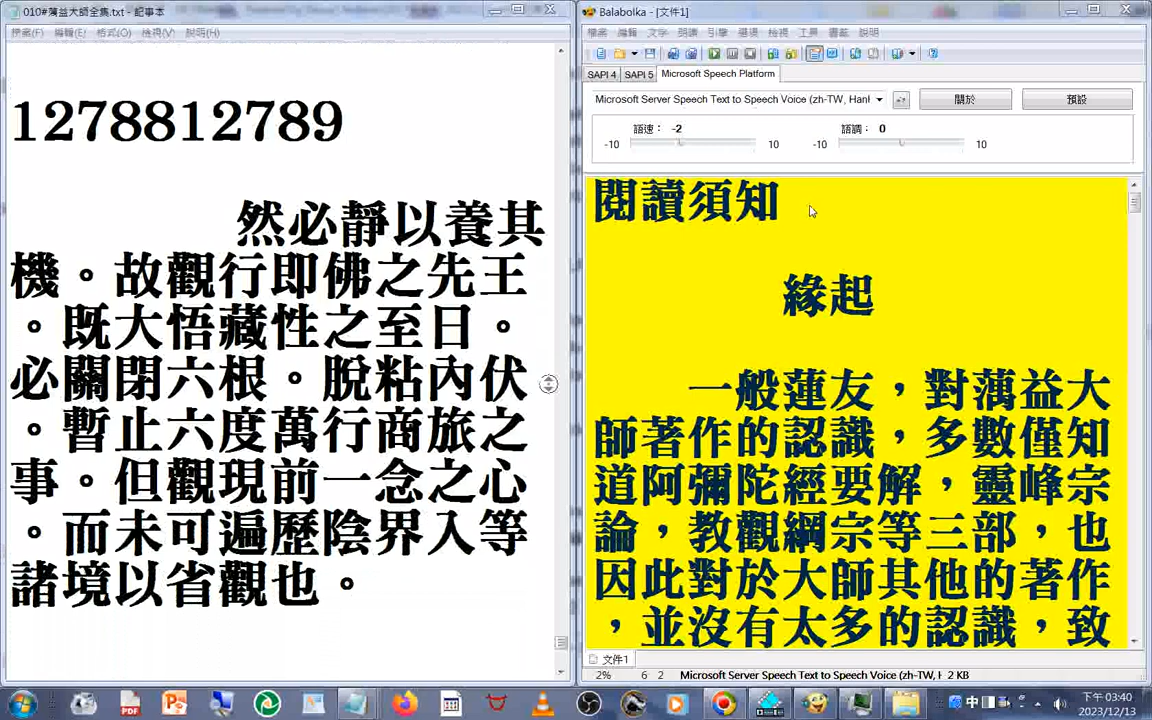 010#蕅益大師全集.txt - 記事本
檔案(F) 編輯(E) 格式(O) 檢視(V) 說明(H)
1278812789
然必靜以養其
機。故觀行即佛之先王
。既大悟藏性之至日。
必關閉六根。脫粘內伏
。暫止六度萬行商旅之
事。但觀現前一念之心
。而未可遍歷陰界入等
諸境以省觀也。
Balabolka - [文件1]
檔案 編輯 文字 朗讀 引擎 選項 檢視 工具 書籤 說明
SAPI 4 SAPI 5 Microsoft Speech Platform
Microsoft Server Speech Text to Speech Voice (zh-TW, Hanl
關於 預設
語速： -2 語調： 0
-10 10 -10 10
閱讀須知
緣起
一般蓮友，對蕅益大
師著作的認識，多數僅知
道阿彌陀經要解，靈峰宗
論，教觀綱宗等三部，也
因此對於大師其他的著作
，並沒有太多的認識，致
文件1
2% 6 2 Microsoft Server Speech Text to Speech Voice (zh-TW, H 2 KB
中
下午 03:40
2023/12/13